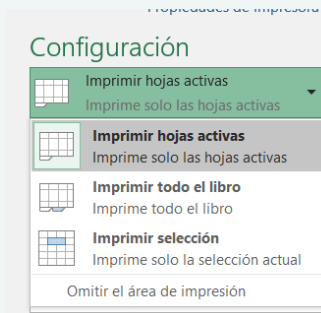 Propiedades de impresora
Configuración
Imprimir hojas activas
Imprime solo las hojas activas
Imprimir hojas activas
Imprime solo las hojas activas
Imprimir todo el libro
Imprime todo el libro
Imprimir selección
Imprime solo la selección actual
Omitir el área de impresión